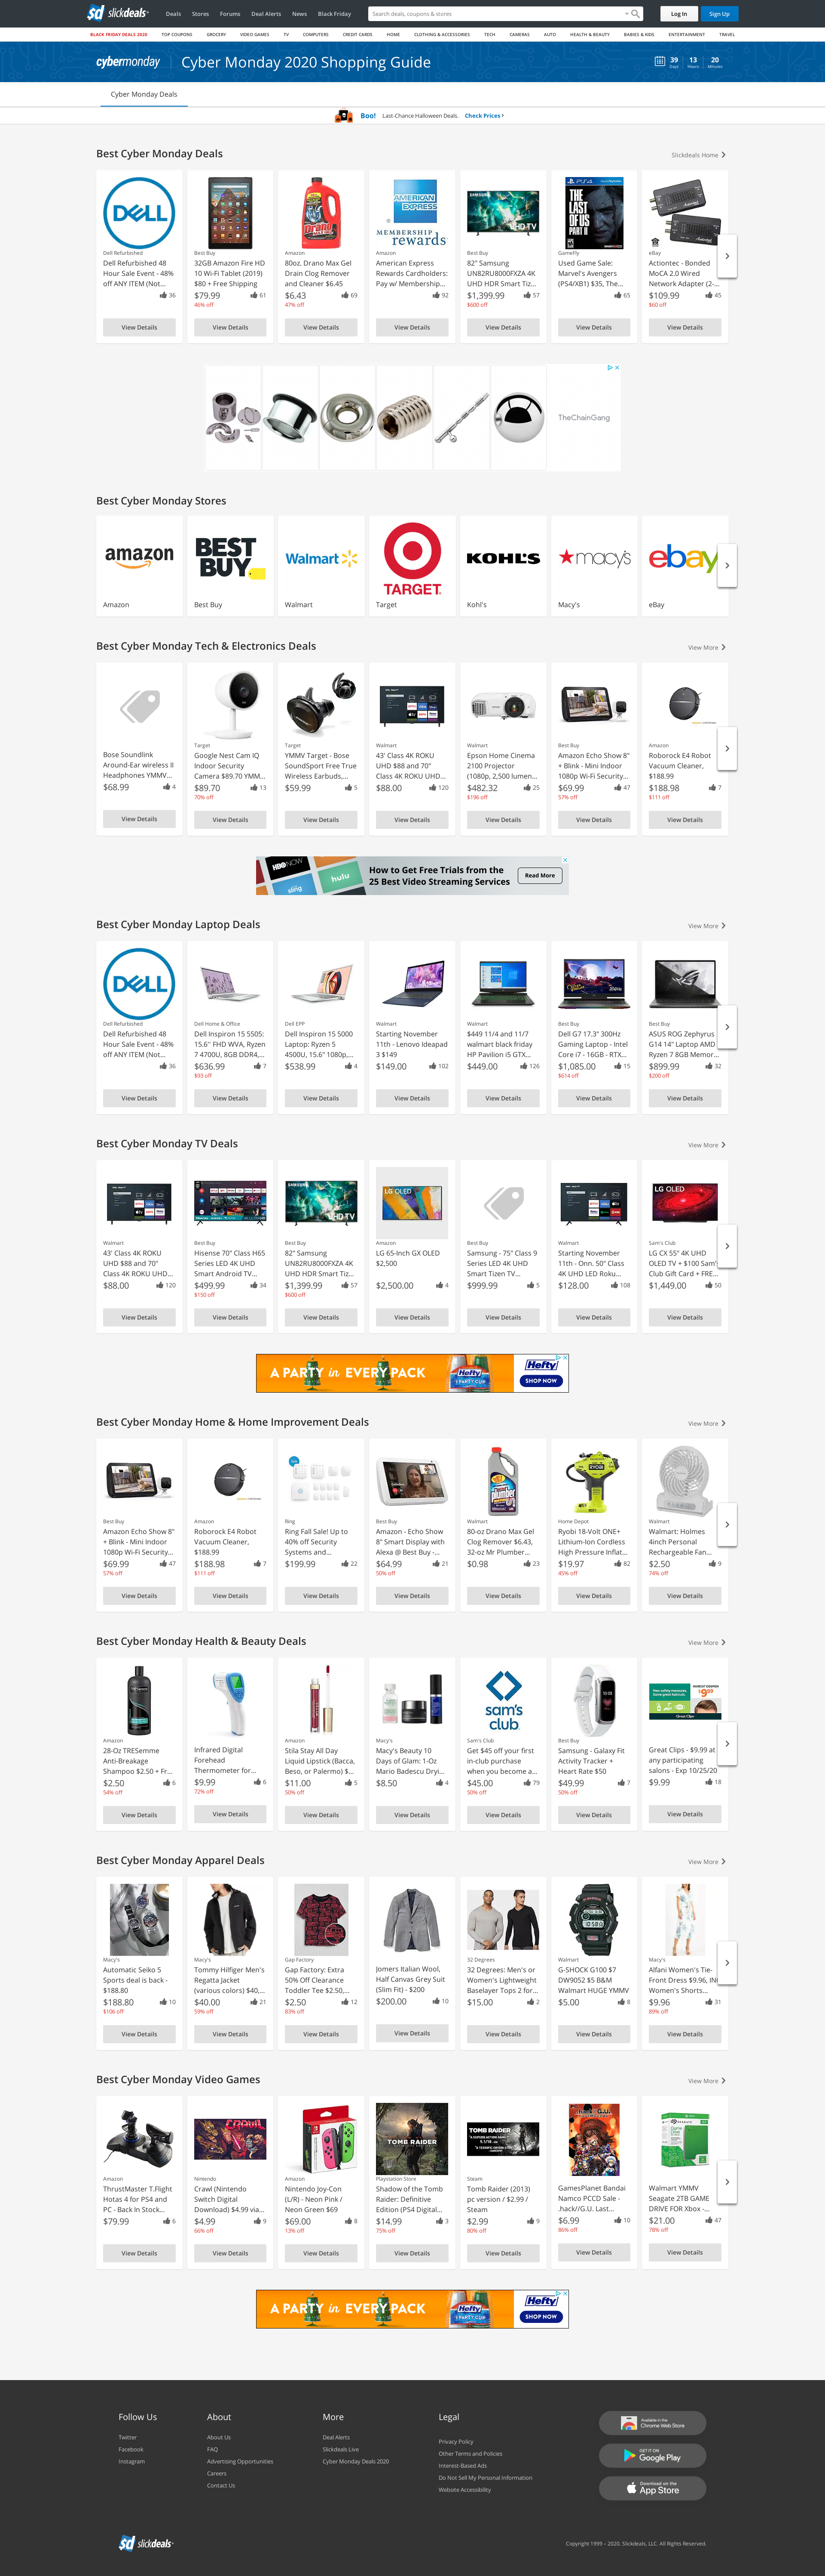 slickdeals
Deals
Stores
Forums
Deal Alerts
News
Black Friday
Search deals, coupons & stores
Log In
Sign Up
BLACK FRIDAY DEALS 2020
TOP COUPONS
GROCERY
VIDEO GAMES
TV
COMPUTERS
CREDIT CARDS
HOME
CLOTHING & ACCESSORIES
TECH
CAMERAS
AUTO
HEALTH & BEAUTY
BABIES & KIDS
ENTERTAINMENT
TRAVEL
cybermonday
Cyber Monday 2020 Shopping Guide
39 Days
13 Hours
20 Minutes
Cyber Monday Deals
Boo! Last-Chance Halloween Deals. Check Prices
Best Cyber Monday Deals
Slickdeals Home
Dell Refurbished
Dell Refurbished 48
Hour Sale Event - 48%
off ANY ITEM (Not...
36
View Details
Best Buy
32GB Amazon Fire HD
10 Wi-Fi Tablet (2019)
$80 + Free Shipping
$79.99
61
46% off
View Details
Amazon
80oz. Drano Max Gel
Drain Clog Remover
and Cleaner $6.45
$6.43
69
47% off
View Details
AMERICAN EXPRESS
MEMBERSHIP rewards
Amazon
American Express
Rewards Cardholders:
Pay w/ Membership...
92
View Details
Best Buy
82" Samsung
UN82RU8000FXZA 4K
UHD HDR Smart Tiz...
$1,399.99
57
$600 off
View Details
GameFly
Used Game Sale:
Marvel's Avengers
(PS4/XB1) $35, The...
65
View Details
eBay
Actiontec - Bonded
MoCA 2.0 Wired
Network Adapter (2-...
$109.99
45
$60 off
View Details
TheChainGang
Best Cyber Monday Stores
amazon
Amazon
BEST BUY
Best Buy
Walmart
Walmart
TARGET
Target
KOHL'S
Kohl's
macy's
Macy's
ebay
eBay
Best Cyber Monday Tech & Electronics Deals
View More
Bose Soundlink
Around-Ear wireless II
Headphones YMMV...
$68.99
4
View Details
Target
Google Nest Cam IQ
Indoor Security
Camera $89.70 YMM...
$89.70
13
70% off
View Details
Target
YMMV Target - Bose
SoundSport Free True
Wireless Earbuds,...
$59.99
5
View Details
Walmart
43' Class 4K ROKU
UHD $88 and 70"
Class 4K ROKU UHD...
$88.00
120
View Details
Walmart
Epson Home Cinema
2100 Projector
(1080p, 2,500 lumen...
$482.32
25
$196 off
View Details
Best Buy
Amazon Echo Show 8"
+ Blink - Mini Indoor
1080p Wi-Fi Security...
$69.99
47
57% off
View Details
Amazon
Roborock E4 Robot
Vacuum Cleaner,
$188.99
$188.98
7
$111 off
View Details
HBO NOW
sling
hulu
How to Get Free Trials from the
25 Best Video Streaming Services
Read More
Best Cyber Monday Laptop Deals
View More
DELL
Dell Refurbished
Dell Refurbished 48
Hour Sale Event - 48%
off ANY ITEM (Not...
36
View Details
Dell Home & Office
Dell Inspiron 15 5505:
15.6'' FHD WVA, Ryzen
7 4700U, 8GB DDR4,...
$636.99
7
$93 off
View Details
Dell EPP
Dell Inspiron 15 5000
Laptop: Ryzen 5
4500U, 15.6" 1080p,...
$538.99
4
View Details
Walmart
Starting November
11th - Lenovo Ideapad
3 $149
$149.00
102
View Details
Walmart
$449 11/4 and 11/7
walmart black friday
HP Pavilion i5 GTX...
$449.00
126
View Details
Best Buy
Dell G7 17.3" 300Hz
Gaming Laptop - Intel
Core i7 - 16GB - RTX...
$1,085.00
15
$614 off
View Details
Best Buy
ASUS ROG Zephyrus
G14 14" Laptop AMD
Ryzen 7 8GB Memor...
$899.99
32
$200 off
View Details
Best Cyber Monday TV Deals
View More
Walmart
43' Class 4K ROKU
UHD $88 and 70"
Class 4K ROKU UHD...
$88.00
120
View Details
Best Buy
Hisense 70" Class H65
Series LED 4K UHD
Smart Android TV...
$499.99
34
$150 off
View Details
Best Buy
82" Samsung
UN82RU8000FXZA 4K
UHD HDR Smart Tiz...
$1,399.99
57
$600 off
View Details
Amazon
LG 65-Inch GX OLED
$2,500
$2,500.00
4
View Details
Best Buy
Samsung - 75" Class 9
Series LED 4K UHD
Smart Tizen TV...
$999.99
5
View Details
Walmart
Starting November
11th - Onn. 50" Class
4K UHD LED Roku...
$128.00
108
View Details
Sam's Club
LG CX 55" 4K UHD
OLED TV + $100 Sam's
Club Gift Card + FRE...
$1,449.00
50
View Details
A PARTY in EVERY PACK
Hefty
SHOP NOW
Best Cyber Monday Home & Home Improvement Deals
View More
Best Buy
Amazon Echo Show 8"
+ Blink - Mini Indoor
1080p Wi-Fi Security...
$69.99
47
57% off
View Details
Amazon
Roborock E4 Robot
Vacuum Cleaner,
$188.99
$188.98
7
$111 off
View Details
Ring
Ring Fall Sale! Up to
40% off Security
Systems and...
$199.99
22
View Details
Best Buy
Amazon - Echo Show
8" Smart Display with
Alexa @ Best Buy -...
$64.99
21
50% off
View Details
Walmart
80-oz Drano Max Gel
Clog Remover $6.43,
32-oz Mr Plumber...
$0.98
23
View Details
Home Depot
Ryobi 18-Volt ONE+
Lithium-Ion Cordless
High Pressure Inflat...
$19.97
82
45% off
View Details
Walmart
Walmart: Holmes
4inch Personal
Rechargeable Fan...
$2.50
9
74% off
View Details
Best Cyber Monday Health & Beauty Deals
View More
Amazon
28-Oz TRESemme
Anti-Breakage
Shampoo $2.50 + Fr...
$2.50
6
54% off
View Details
Infrared Digital
Forehead
Thermometer for...
$9.99
6
72% off
View Details
Amazon
Stila Stay All Day
Liquid Lipstick (Bacca,
Beso, or Palermo) $...
$11.00
5
50% off
View Details
Macy's
Macy's Beauty 10
Days of Glam: 1-Oz
Mario Badescu Dryi...
$8.50
4
View Details
sam's club
Sam's Club
Get $45 off your first
in-club purchase
when you become a...
$45.00
79
50% off
View Details
Best Buy
Samsung - Galaxy Fit
Activity Tracker +
Heart Rate $50
$49.99
7
50% off
View Details
Great Clips - $9.99 at
any participating
salons - Exp 10/25/20
$9.99
18
View Details
Best Cyber Monday Apparel Deals
View More
Macy's
Automatic Seiko 5
Sports deal is back -
$188.80
$188.80
10
$106 off
View Details
Macy's
Tommy Hilfiger Men's
Regatta Jacket
(various colors) $40,...
$40.00
21
59% off
View Details
Gap Factory
Gap Factory: Extra
50% Off Clearance
Toddler Tee $2.50,...
$2.50
12
83% off
View Details
Jomers Italian Wool,
Half Canvas Grey Suit
(Slim Fit) - $200
$200.00
10
View Details
32 Degrees
32 Degrees: Men's or
Women's Lightweight
Baselayer Tops 2 for...
$15.00
2
View Details
Walmart
G-SHOCK G100 $7
DW9052 $5 B&M
Walmart HUGE YMMV
$5.00
8
View Details
Macy's
Alfani Women's Tie-
Front Dress $9.96, INC
Women's Shorts...
$9.96
31
89% off
View Details
Best Cyber Monday Video Games
View More
Amazon
ThrustMaster T.Flight
Hotas 4 for PS4 and
PC - Back In Stock...
$79.99
6
View Details
Nintendo
Crawl (Nintendo
Switch Digital
Download) $4.99 via...
$4.99
9
66% off
View Details
Amazon
Nintendo Joy-Con
(L/R) - Neon Pink /
Neon Green $69
$69.00
8
13% off
View Details
Playstation Store
Shadow of the Tomb
Raider: Definitive
Edition (PS4 Digital...
$14.99
3
75% off
View Details
Steam
Tomb Raider (2013)
pc version / $2.99 /
Steam
$2.99
9
80% off
View Details
GamesPlanet Bandai
Namco PCCD Sale -
.hack//G.U. Last...
$6.99
10
86% off
View Details
Walmart YMMV
Seagate 2TB GAME
DRIVE FOR Xbox -...
$21.00
47
78% off
View Details
A PARTY in EVERY PACK
Hefty
SHOP NOW
Follow Us
Twitter
Facebook
Instagram
About
About Us
FAQ
Advertising Opportunities
Careers
Contact Us
More
Deal Alerts
Slickdeals Live
Cyber Monday Deals 2020
Legal
Privacy Policy
Other Terms and Policies
Interest-Based Ads
Do Not Sell My Personal Information
Website Accessibility
Available in the
Chrome Web Store
GET IT ON
Google Play
Download on the
App Store
slickdeals
Copyright 1999 – 2020. Slickdeals, LLC. All Rights Reserved.